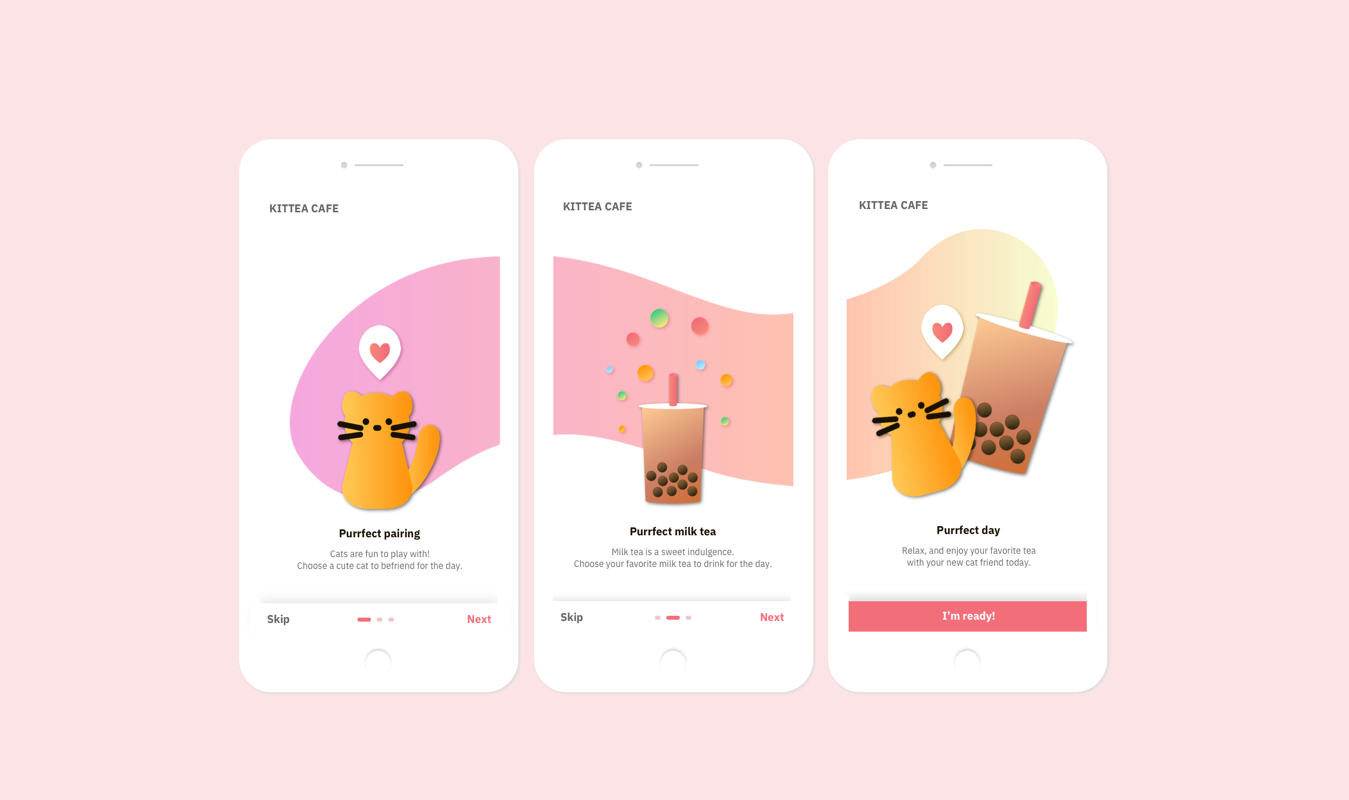 KITTEA CAFE
Purrfect pairing
Cats are fun to play with!
Choose a cute cat to befriend for the day.
Skip
Next
KITTEA CAFE
Purrfect milk tea
Milk tea is a sweet indulgence.
Choose your favorite milk tea to drink for the day.
Skip
Next
KITTEA CAFE
Purrfect day
Relax, and enjoy your favorite tea
with your new cat friend today.
I'm ready!